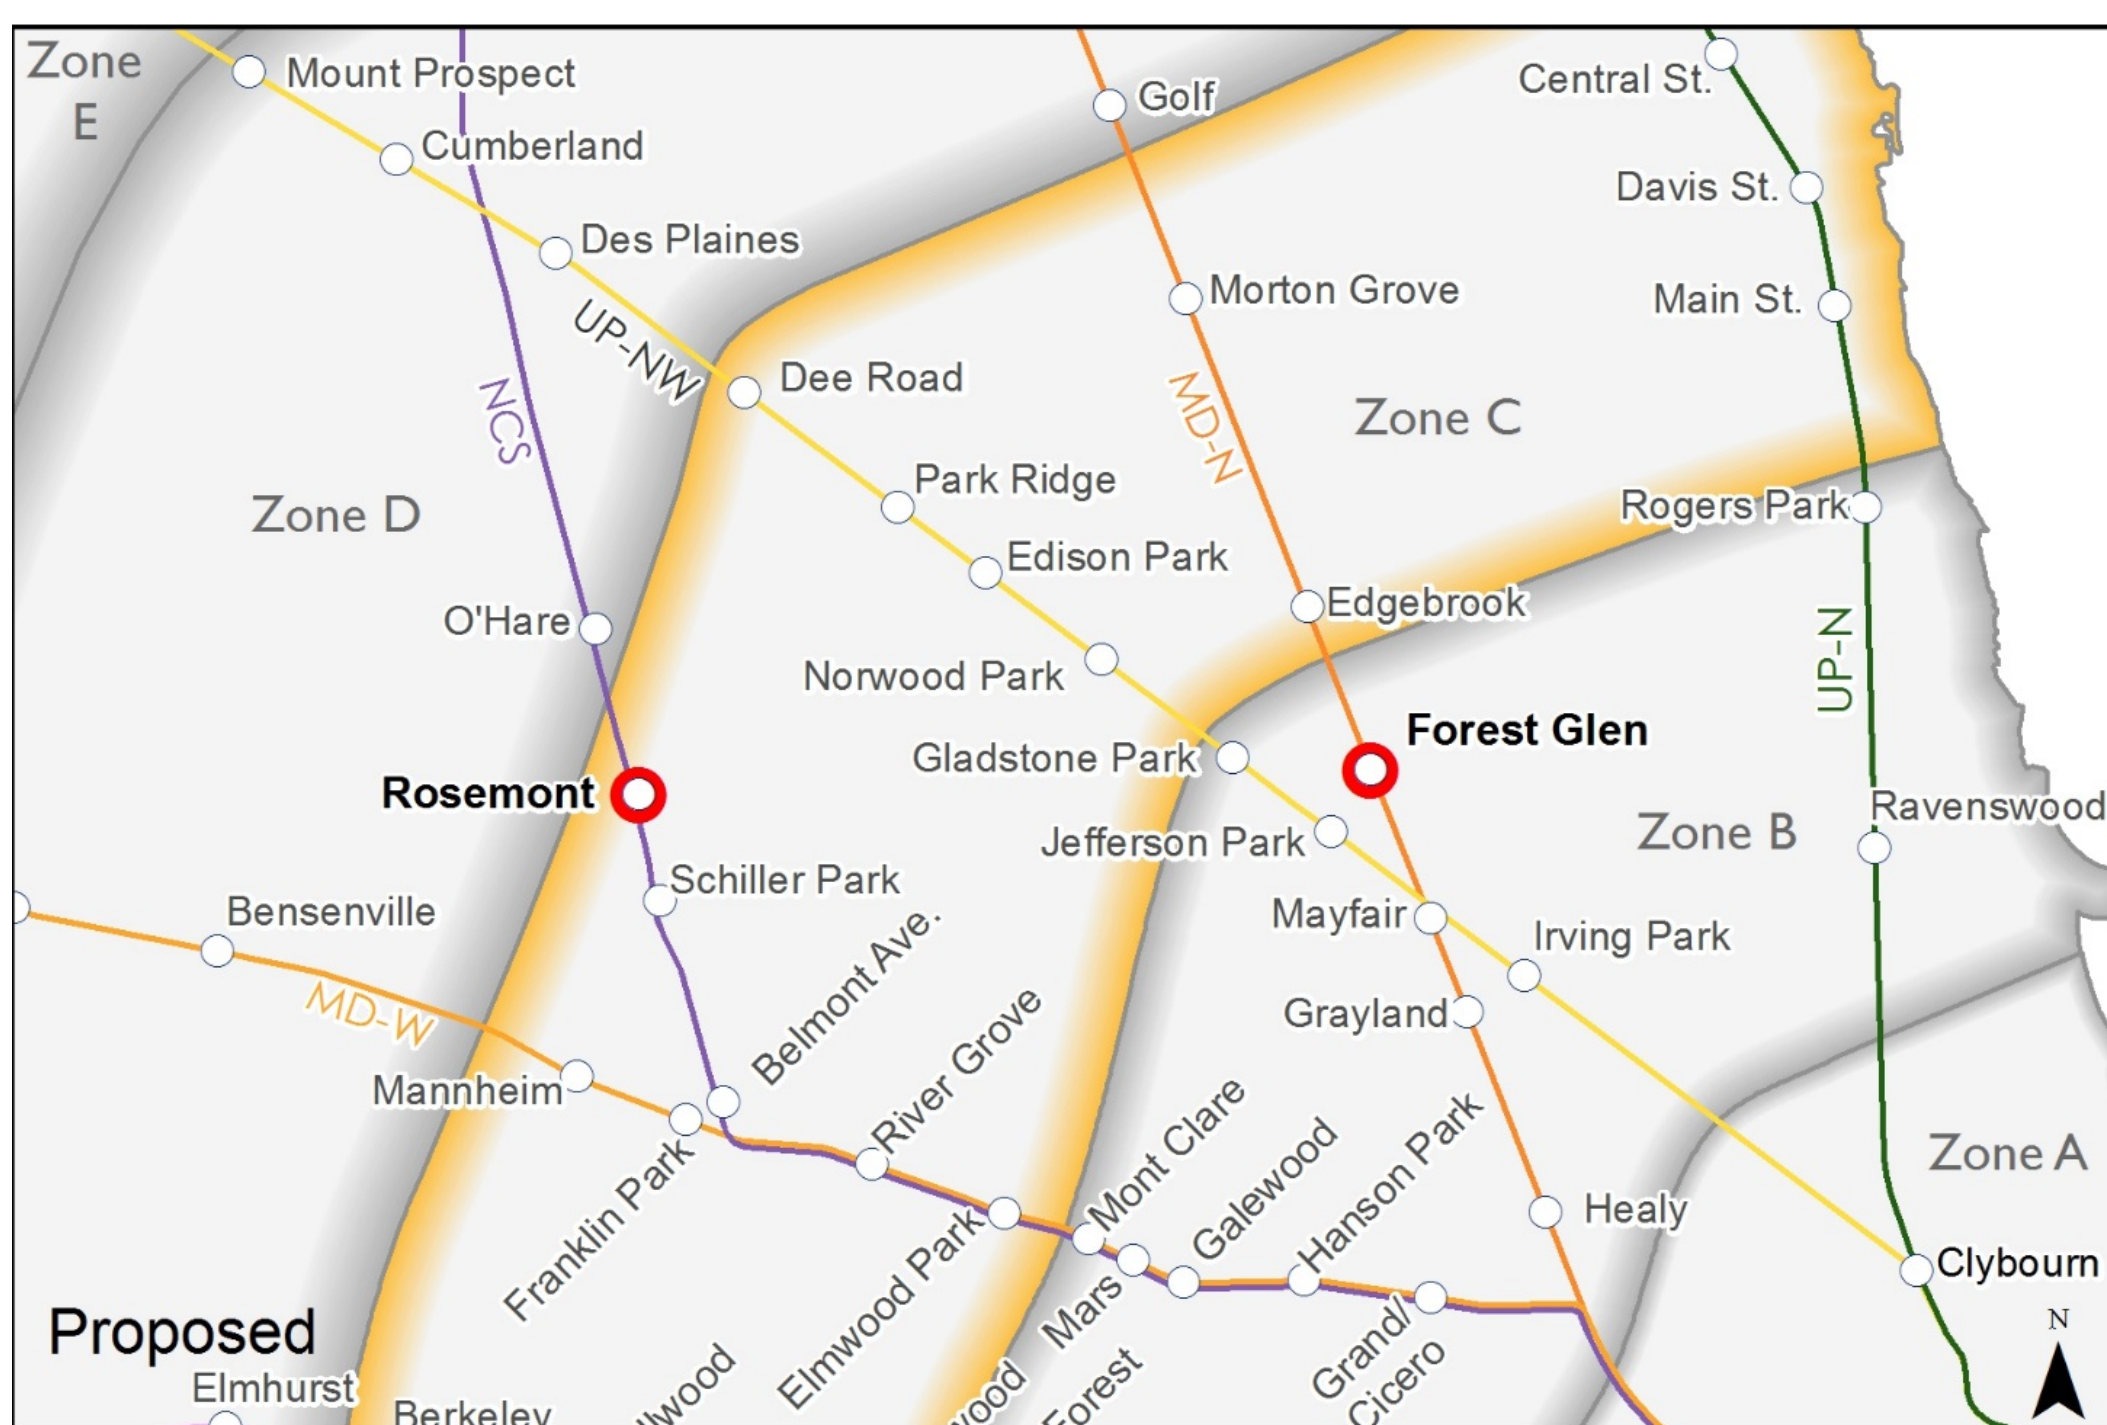 Zone
E
Mount Prospect
Golf
Central St.
Cumberland
Davis St.
Des Plaines
Morton Grove
Main St.
UP-NW
Dee Road
NCS
MD-N
Zone C
Park Ridge
Zone D
Rogers Park
Edison Park
O'Hare
Edgebrook
UP-N
Norwood Park
Forest Glen
Gladstone Park
Rosemont
Ravenswood
Jefferson Park
Zone B
Schiller Park
Bensenville
Mayfair
Irving Park
Belmont Ave.
MD-W
Grayland
River Grove
Mannheim
Mont Clare
Galewood
Hanson Park
Zone A
Franklin Park
Healy
Elmwood Park
Clybourn
Mars
Proposed
N
Grand/
Cicero
Elmhurst
Forest
Berkeley
lwood
wood